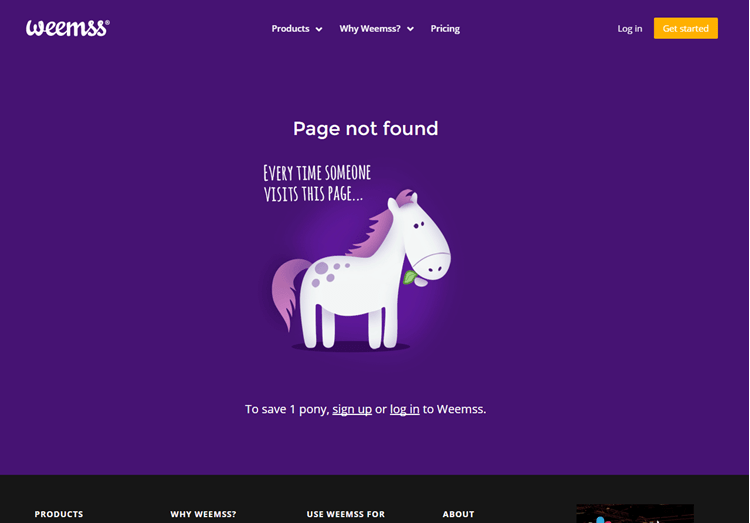 weemss®
Products
Why Weemss?
Pricing
Log in
Get started
Page not found
EVERY TIME SOMEONE
VISITS THIS PAGE...
To save 1 pony, sign up or log in to Weemss.
PRODUCTS
WHY WEEMSS?
USE WEEMSS FOR
ABOUT